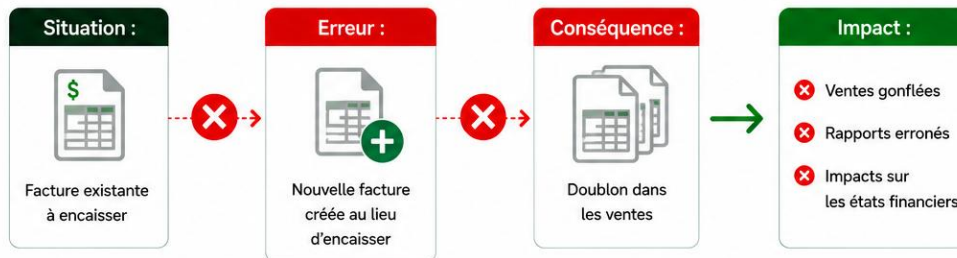 Situation :
$
Facture existante
à encaisser
Erreur :
Nouvelle facture
créée au lieu
d'encaisser
Conséquence :
Doublon dans
les ventes
Impact :
Ventes gonflées
Rapports erronés
Impacts sur
les états financiers